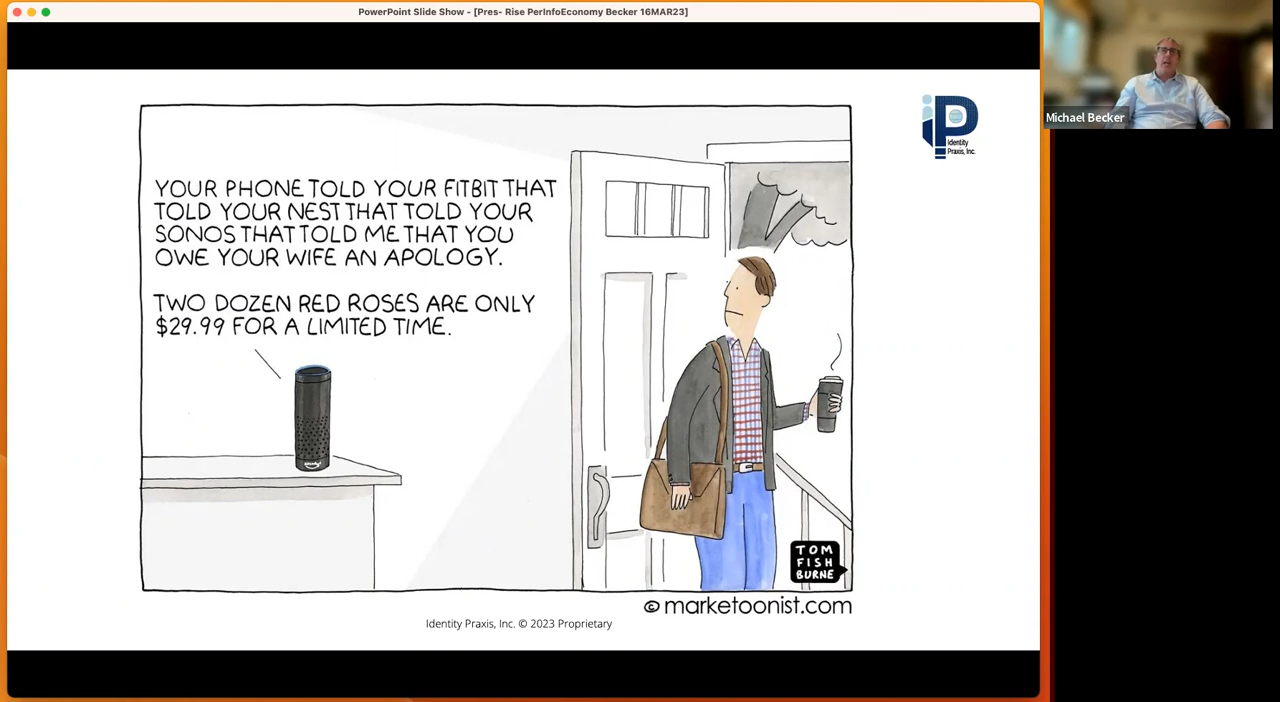 PowerPoint Slide Show - [Pres- Rise PerInfoEconomy Becker 16MAR23]
Michael Becker
iP
Identity
Praxis, Inc.
YOUR PHONE TOLD YOUR FITBIT THAT
TOLD YOUR NEST THAT TOLD YOUR
SONOS THAT TOLD ME THAT YOU
OWE YOUR WIFE AN APOLOGY.
TWO DOZEN RED ROSES ARE ONLY
$29.99 FOR A LIMITED TIME.
TOM
FISH
BURNE
© marketoonist.com
Identity Praxis, Inc. © 2023 Proprietary